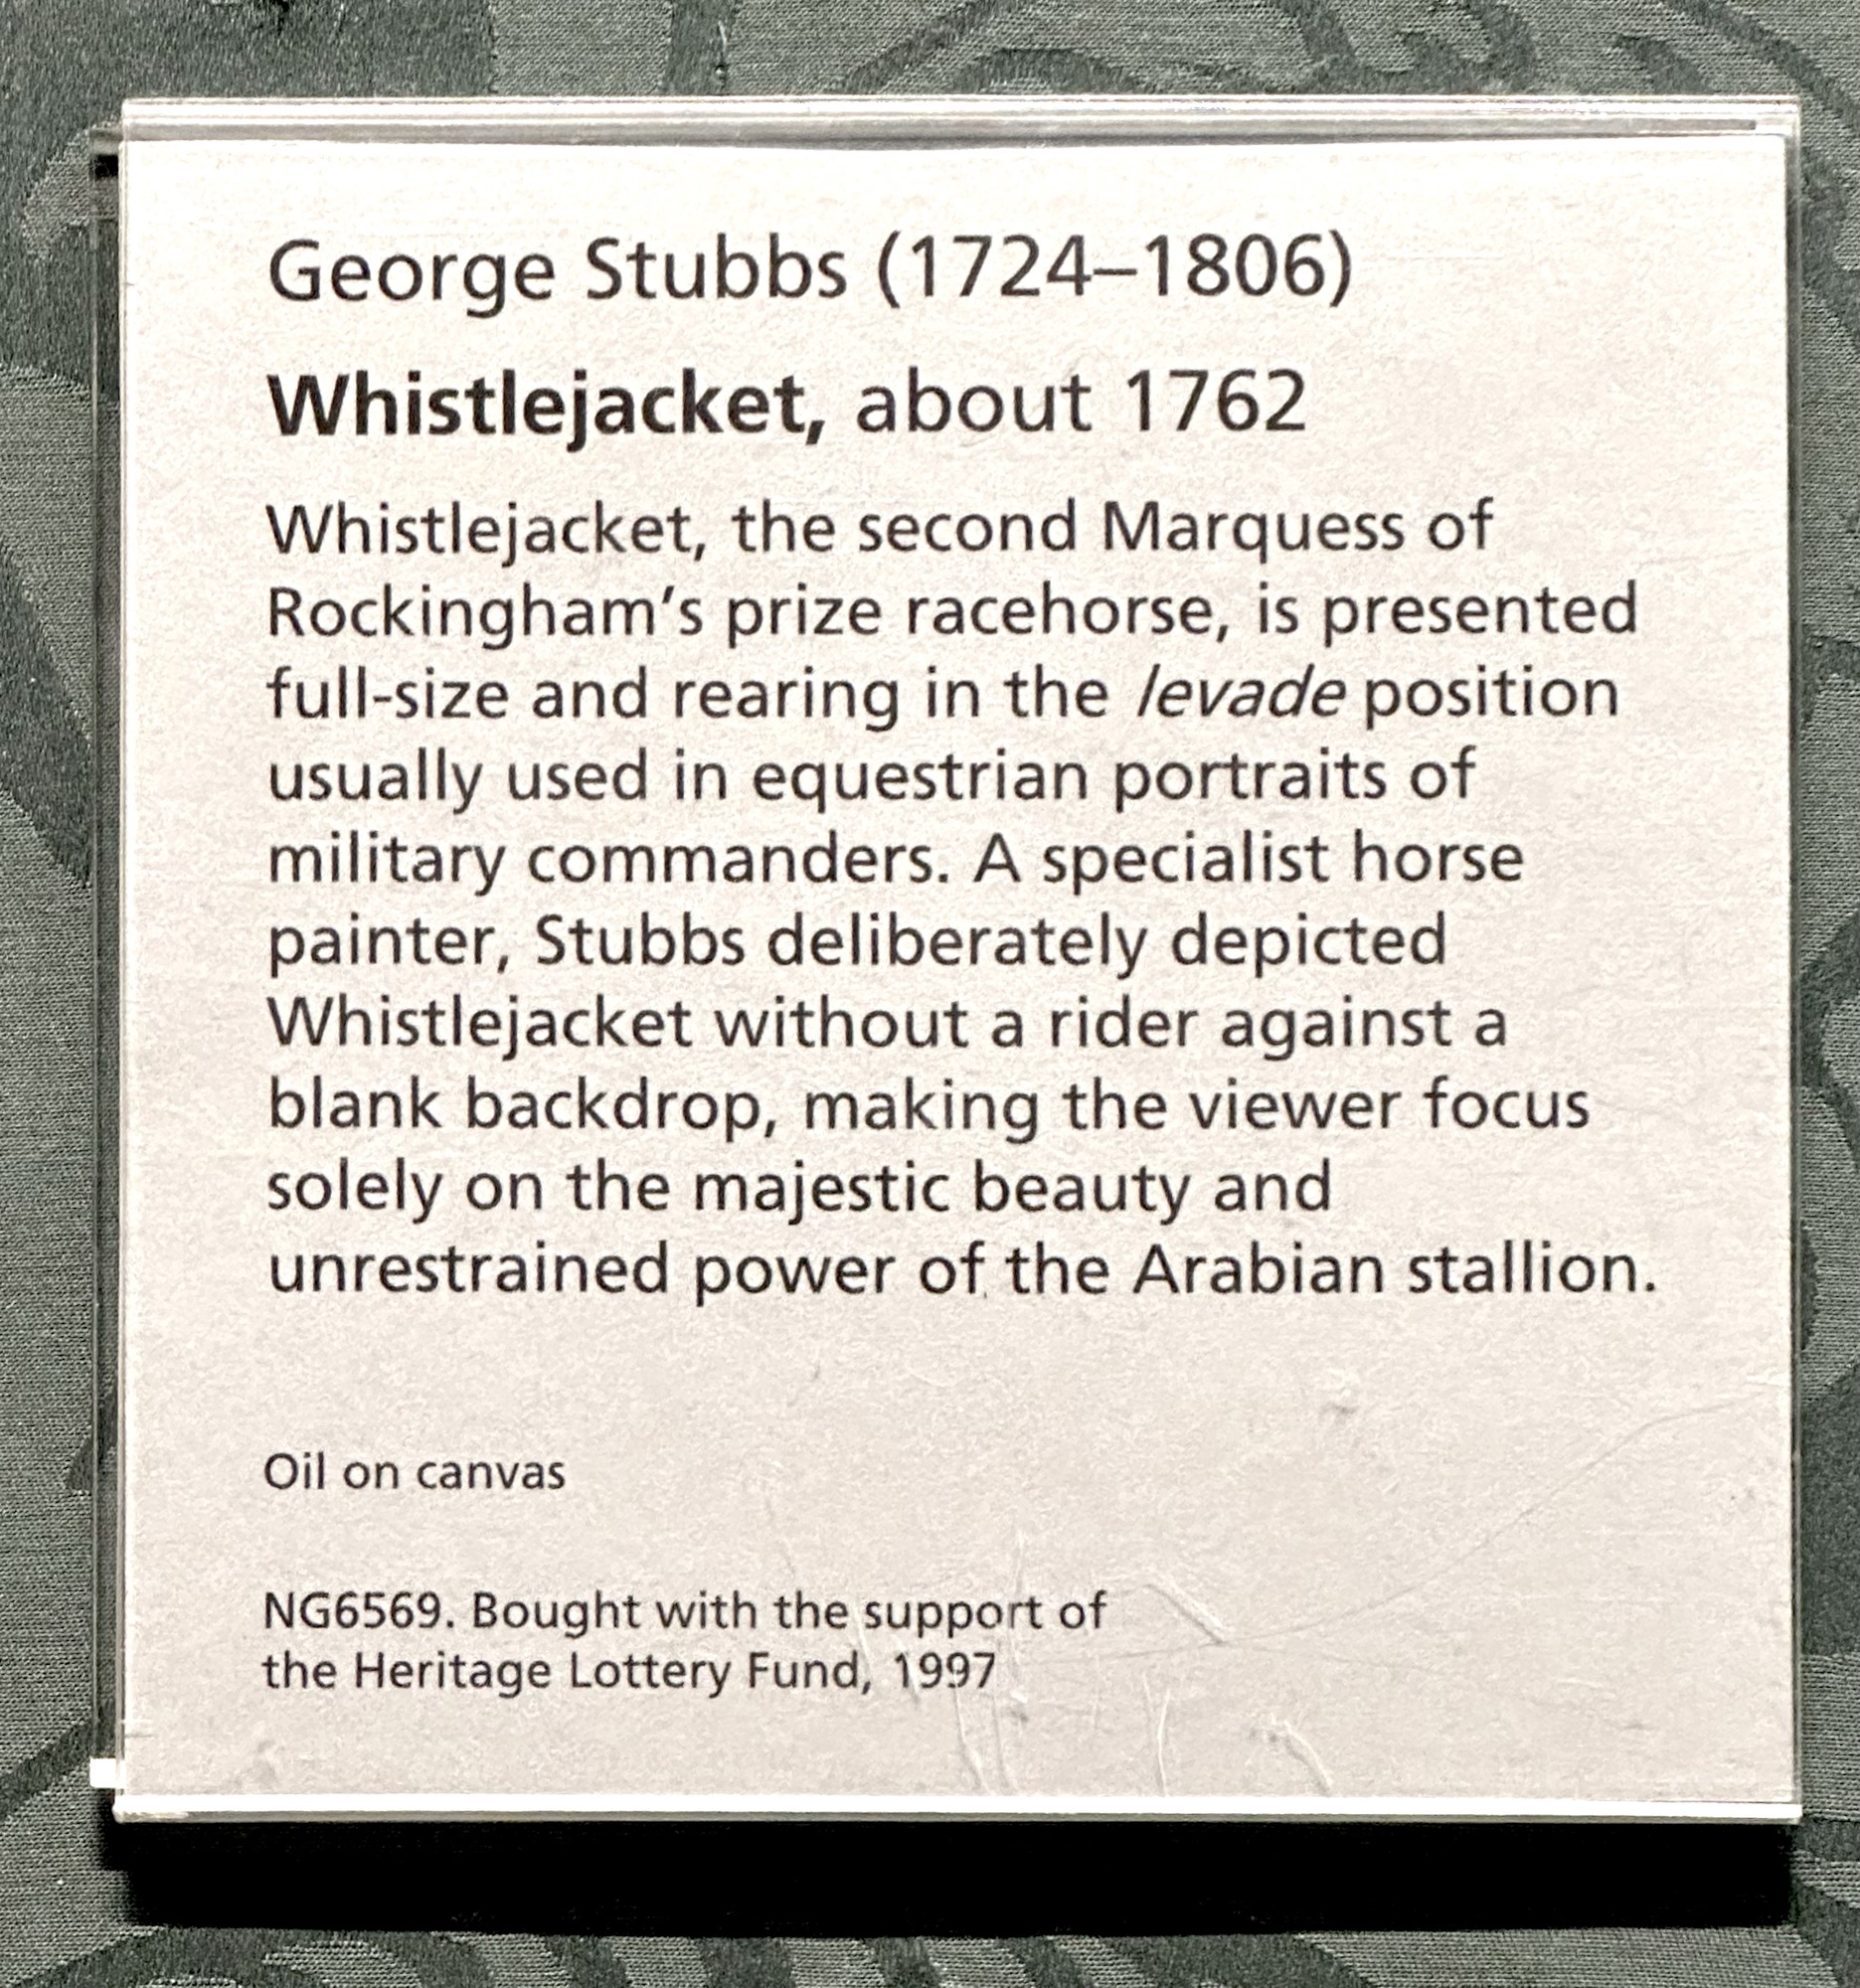 George Stubbs (1724–1806)
Whistlejacket, about 1762
Whistlejacket, the second Marquess of
Rockingham’s prize racehorse, is presented
full-size and rearing in the levade position
usually used in equestrian portraits of
military commanders. A specialist horse
painter, Stubbs deliberately depicted
Whistlejacket without a rider against a
blank backdrop, making the viewer focus
solely on the majestic beauty and
unrestrained power of the Arabian stallion.
Oil on canvas
NG6569. Bought with the support of
the Heritage Lottery Fund, 1997